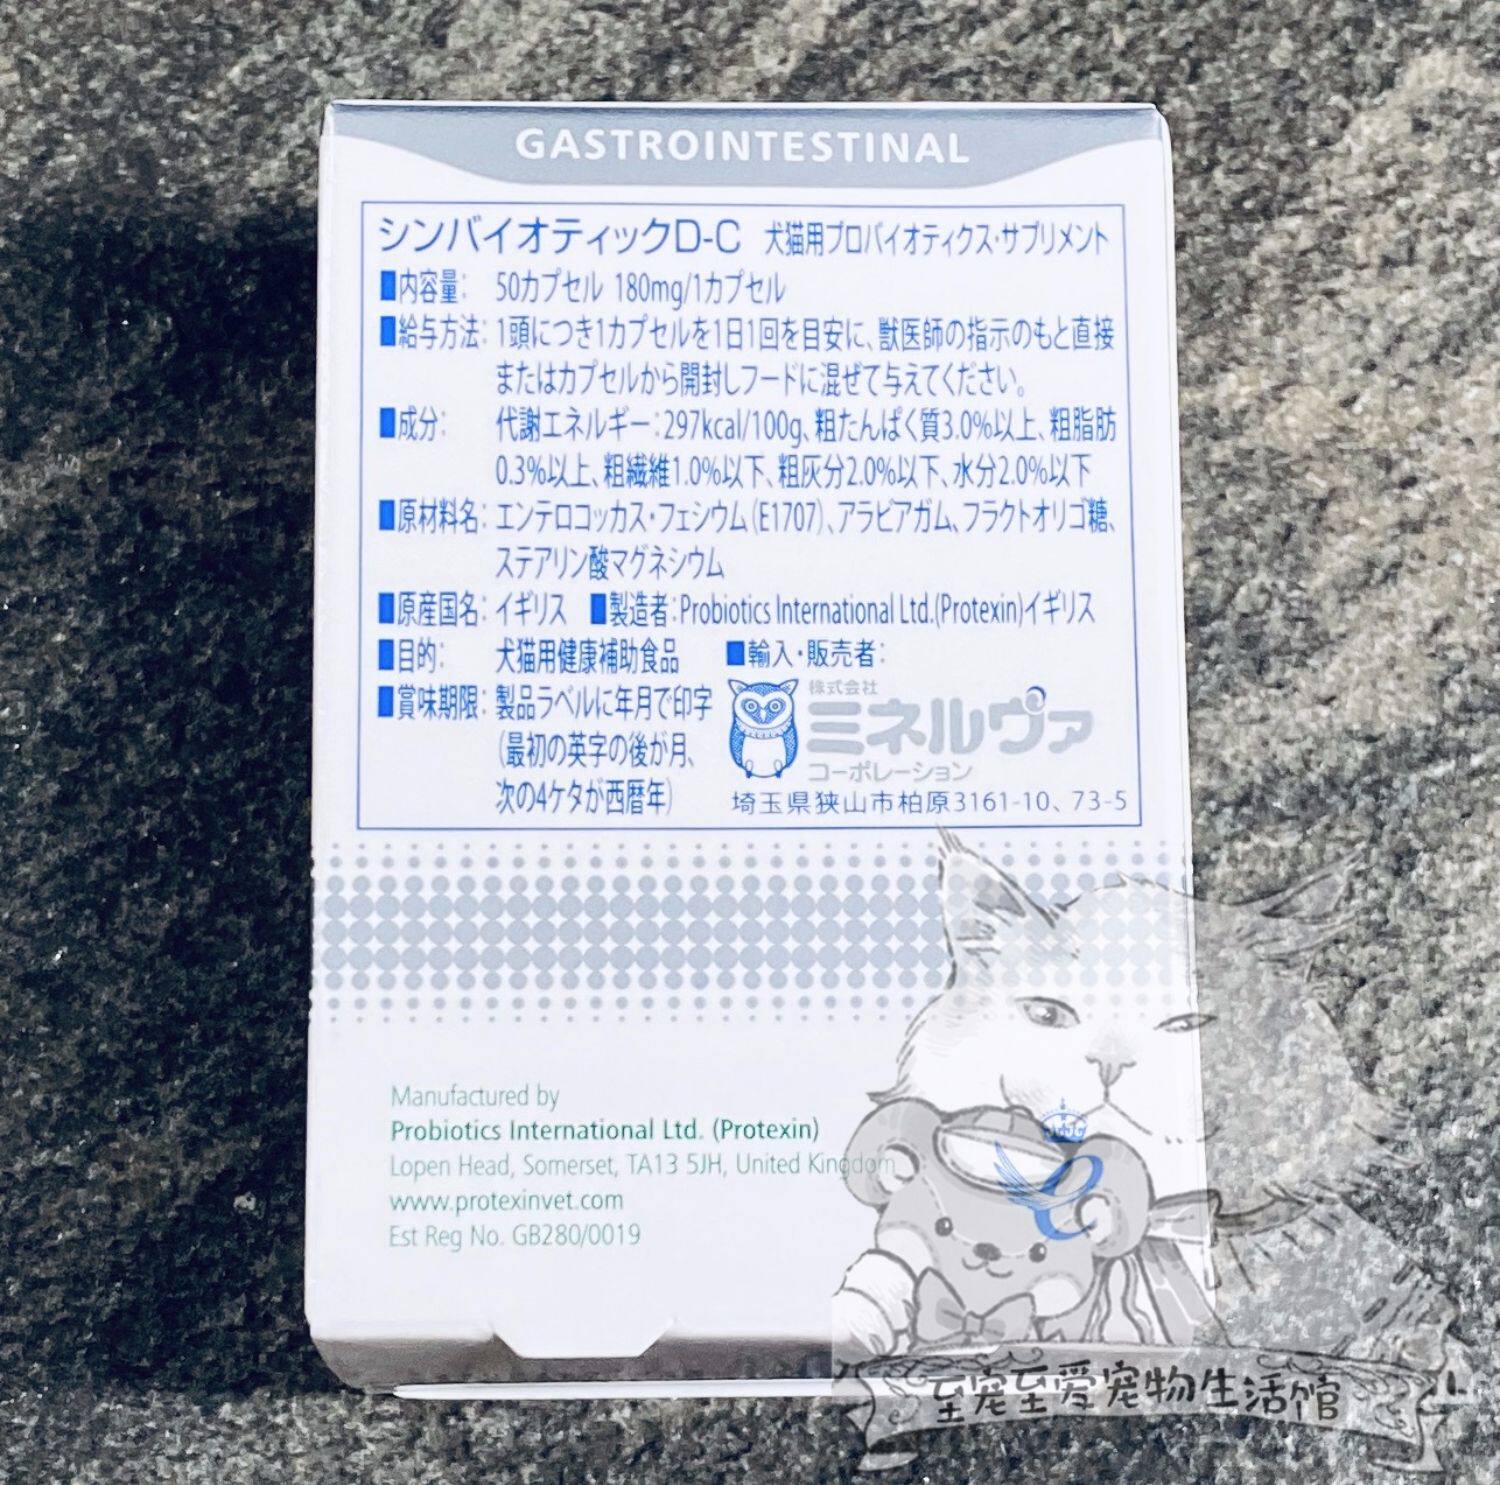 GASTROINTESTINAL
シンバイオティックD-C 犬猫用プロバイオティクス・サプリメント
■内容量: 50カプセル 180mg/1カプセル
■給与方法: 1頭につき1カプセルを1日1回を目安に、獣医師の指示のもと直接
またはカプセルから開封しフードに混ぜて与えてください。
■成分: 代謝エネルギー:297kcal/100g、粗たんぱく質3.0%以上、粗脂肪
0.3%以上、粗繊維1.0%以下、粗灰分2.0%以下、水分2.0%以下
■原材料名: エンテロコッカス・フェシウム(E1707)、アラビアガム、フラクトオリゴ糖、
ステアリン酸マグネシウム
■原産国名: イギリス ■製造者:Probiotics International Ltd.(Protexin)イギリス
■目的: 犬猫用健康補助食品 ■輸入・販売者:
■賞味期限: 製品ラベルに年月で印字
(最初の英字の後が月、
次の4ケタが西暦年)
株式会社
ミネルヴァ
コーポレーション
埼玉県狭山市柏原3161-10、73-5
Manufactured by
Probiotics International Ltd. (Protexin)
Lopen Head, Somerset, TA13 5JH, United Kingdom
www.protexinvet.com
Est Reg No. GB280/0019
至宠至爱宠物生活馆